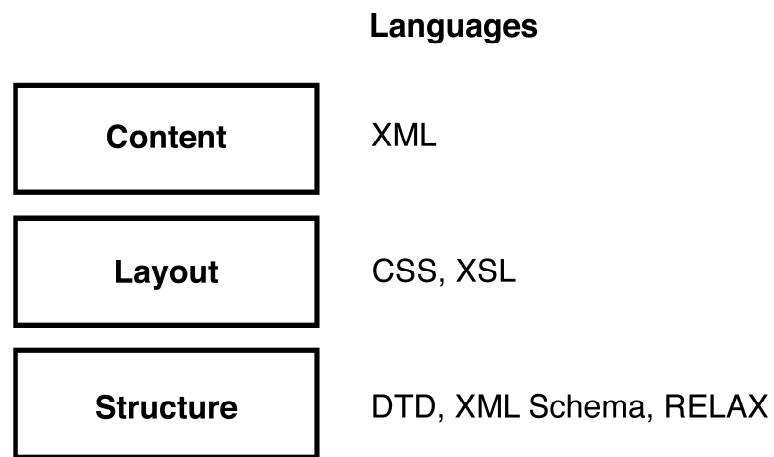 Languages
Content XML
Layout CSS, XSL
Structure DTD, XML Schema, RELAX